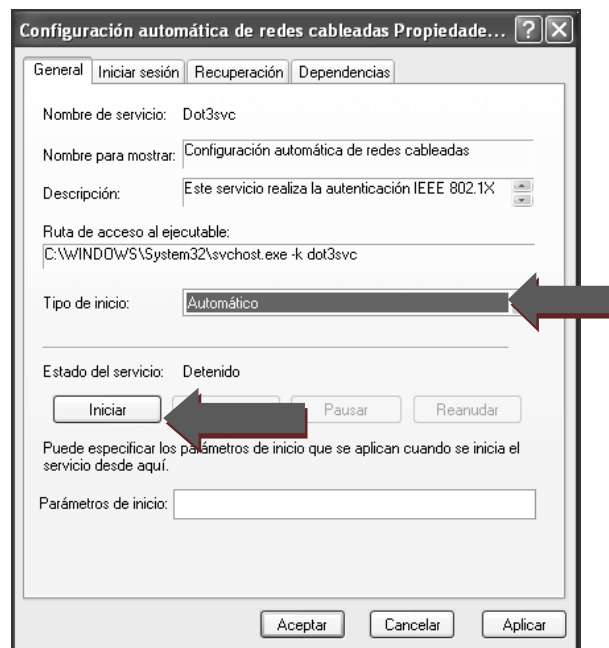 Configuración automática de redes cableadas Propiedade...
General Iniciar sesión Recuperación Dependencias
Nombre de servicio: Dot3svc
Nombre para mostrar: Configuración automática de redes cableadas
Descripción: Este servicio realiza la autenticación IEEE 802.1X
Ruta de acceso al ejecutable:
C:\WINDOWS\System32\svchost.exe -k dot3svc
Tipo de inicio: Automático
Estado del servicio: Detenido
Iniciar Pausar Reanudar
Puede especificar los parámetros de inicio que se aplican cuando se inicia el
servicio desde aquí.
Parámetros de inicio:
Aceptar Cancelar Aplicar